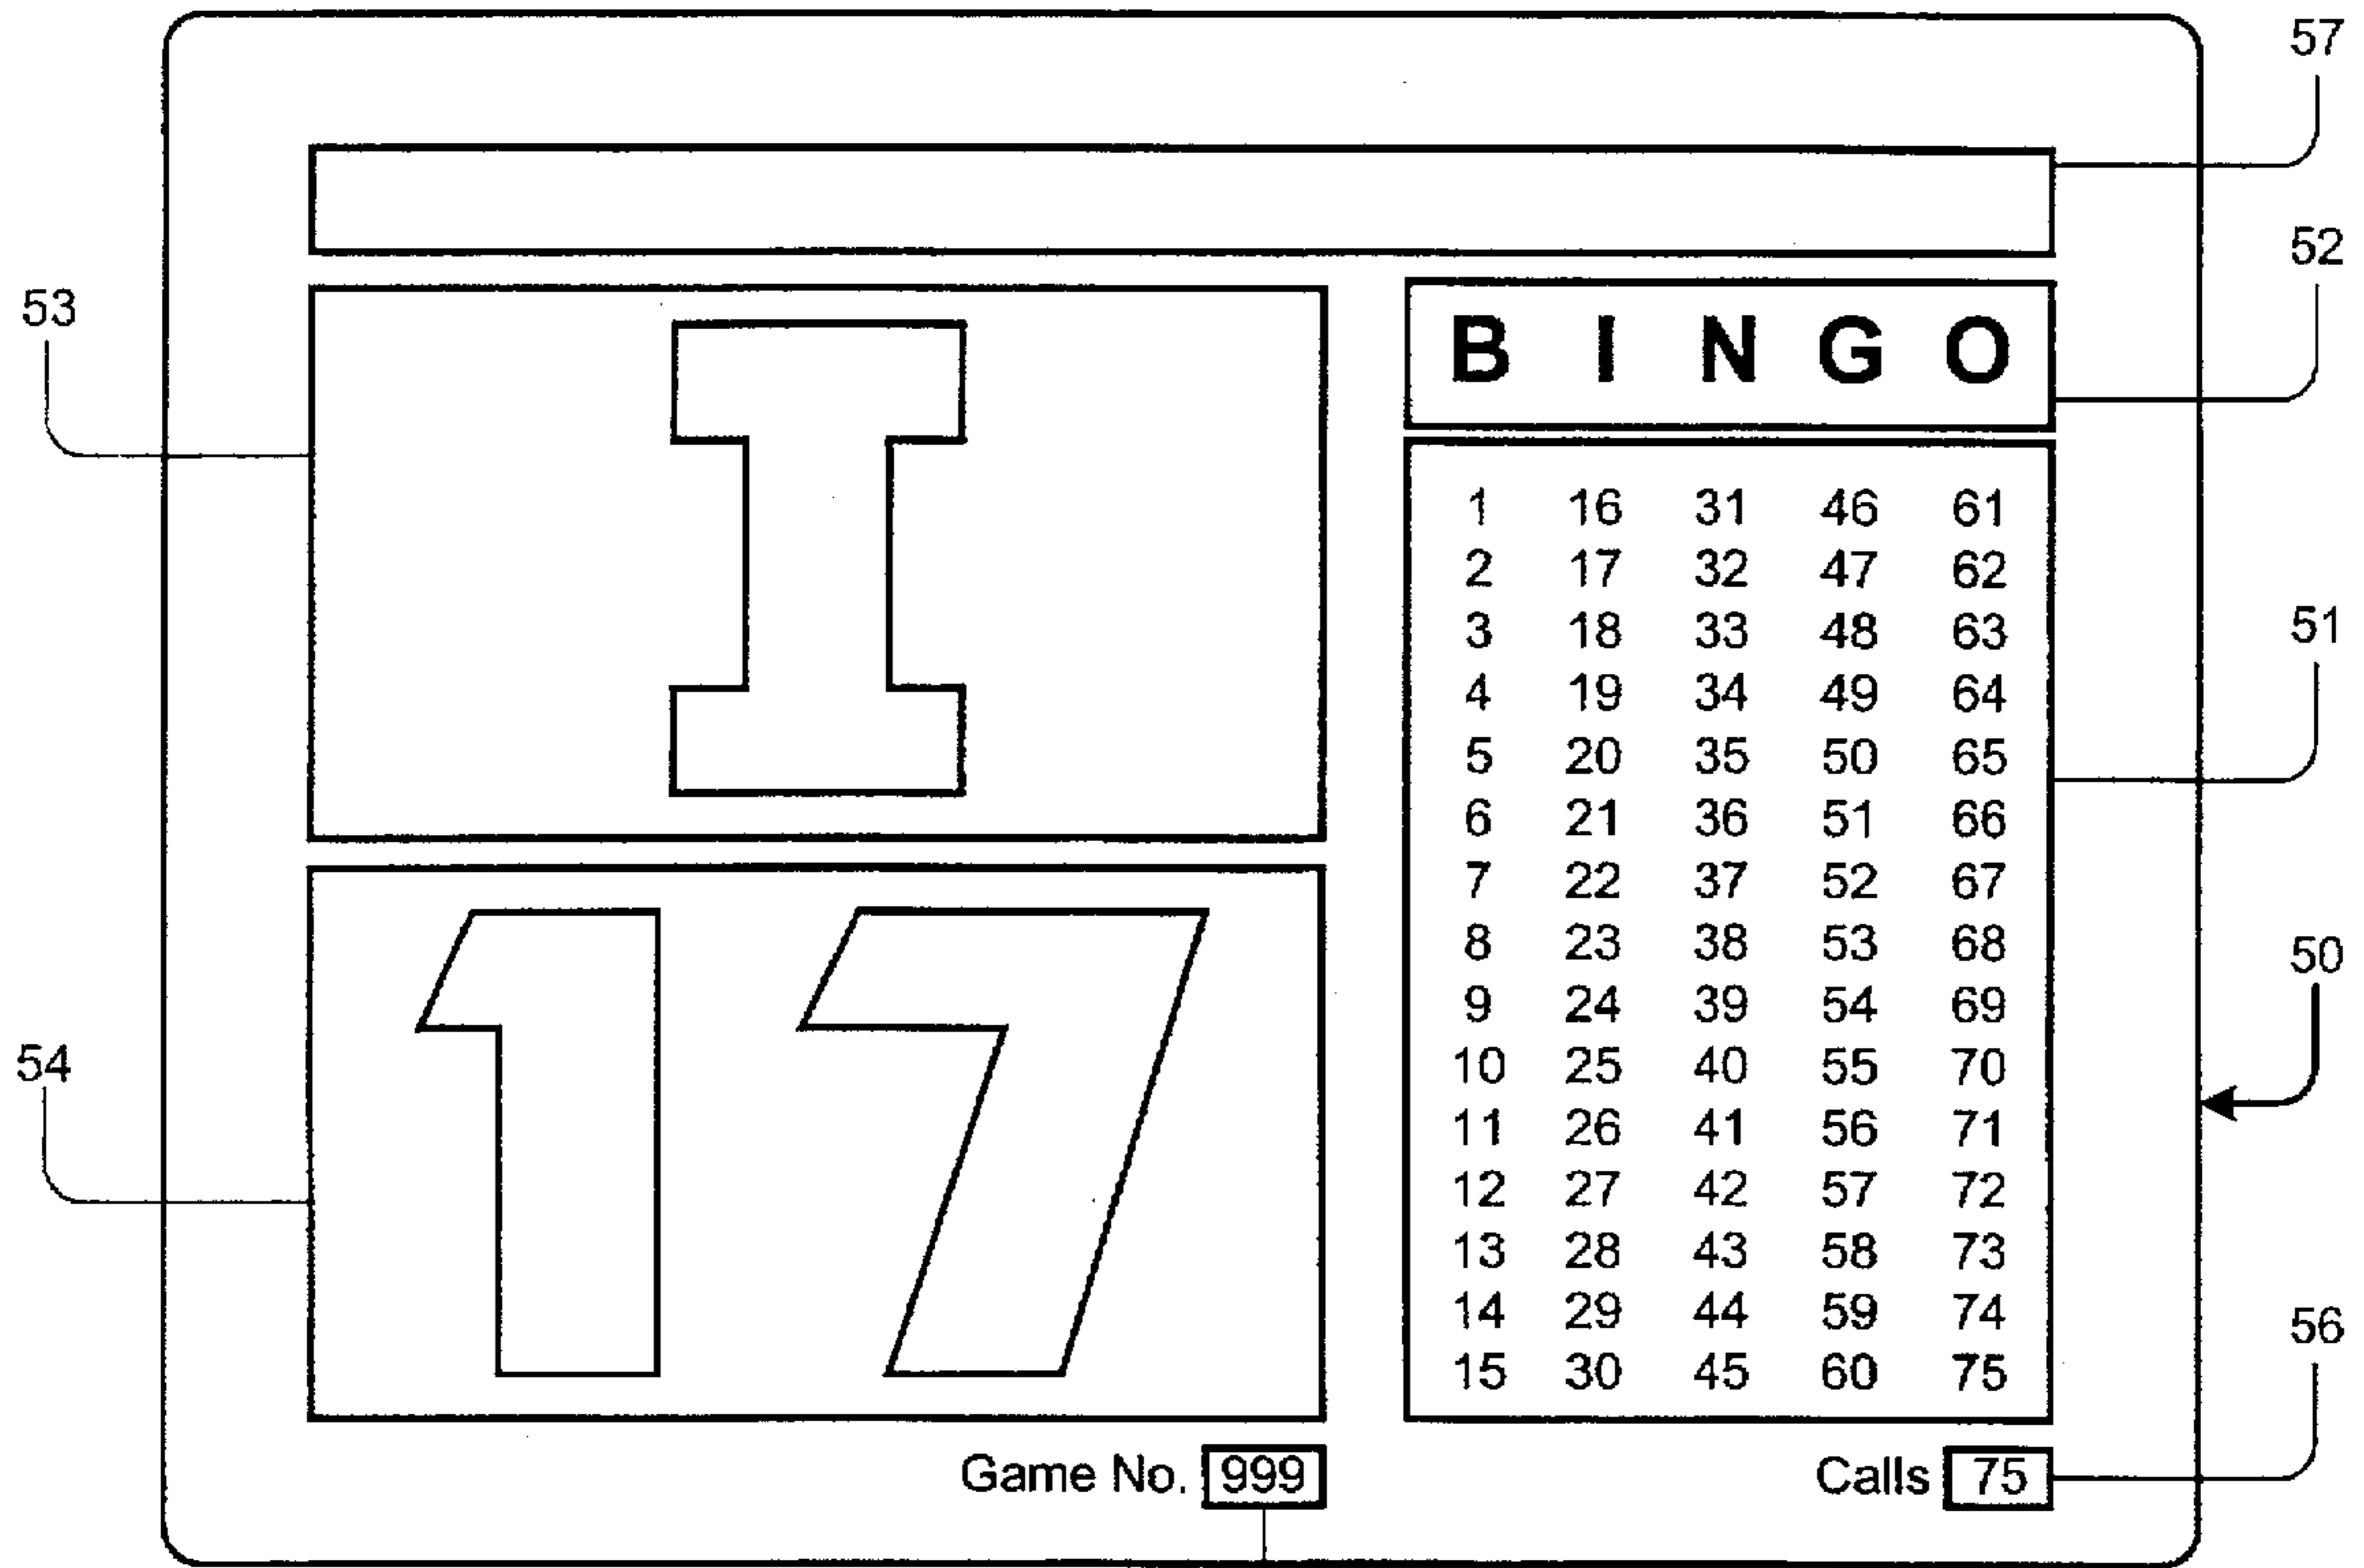 57
52
53
I
B I N G O
1 16 31 46 61
2 17 32 47 62
3 18 33 48 63
51
4 19 34 49 64
5 20 35 50 65
6 21 36 51 66
7 22 37 52 67
17
8 23 38 53 68
50
9 24 39 54 69
54
10 25 40 55 70
11 26 41 56 71
12 27 42 57 72
13 28 43 58 73
14 29 44 59 74
56
15 30 45 60 75
Game No. 999
Calls 75